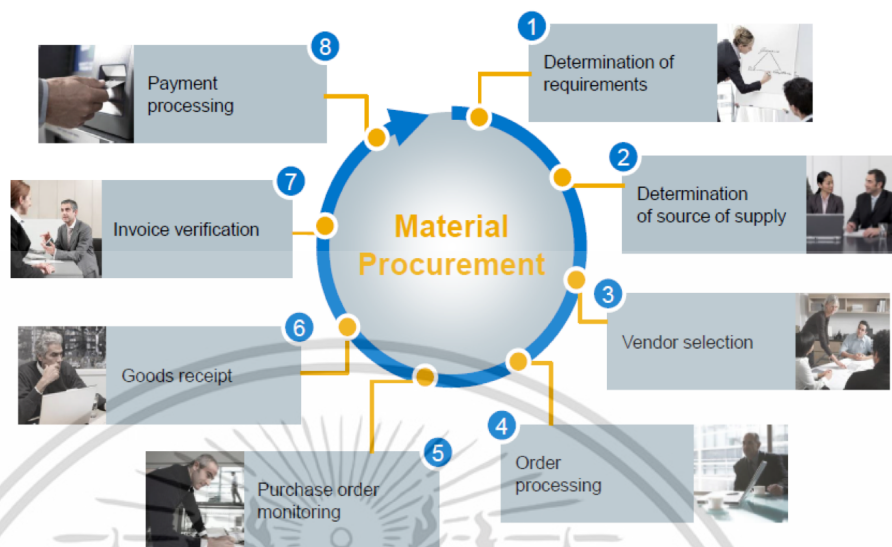 Material
Procurement
1
Determination of
requirements
2
Determination
of source of supply
3
Vendor selection
4
Order
processing
5
Purchase order
monitoring
6
Goods receipt
7
Invoice verification
8
Payment
processing